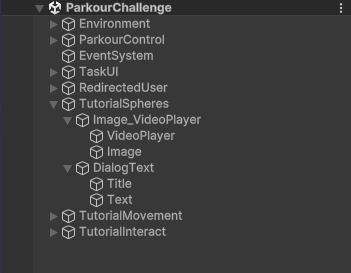 ParkourChallenge
Environment
ParkourControl
EventSystem
TaskUI
RedirectedUser
TutorialSpheres
Image_VideoPlayer
VideoPlayer
Image
DialogText
Title
Text
TutorialMovement
TutorialInteract